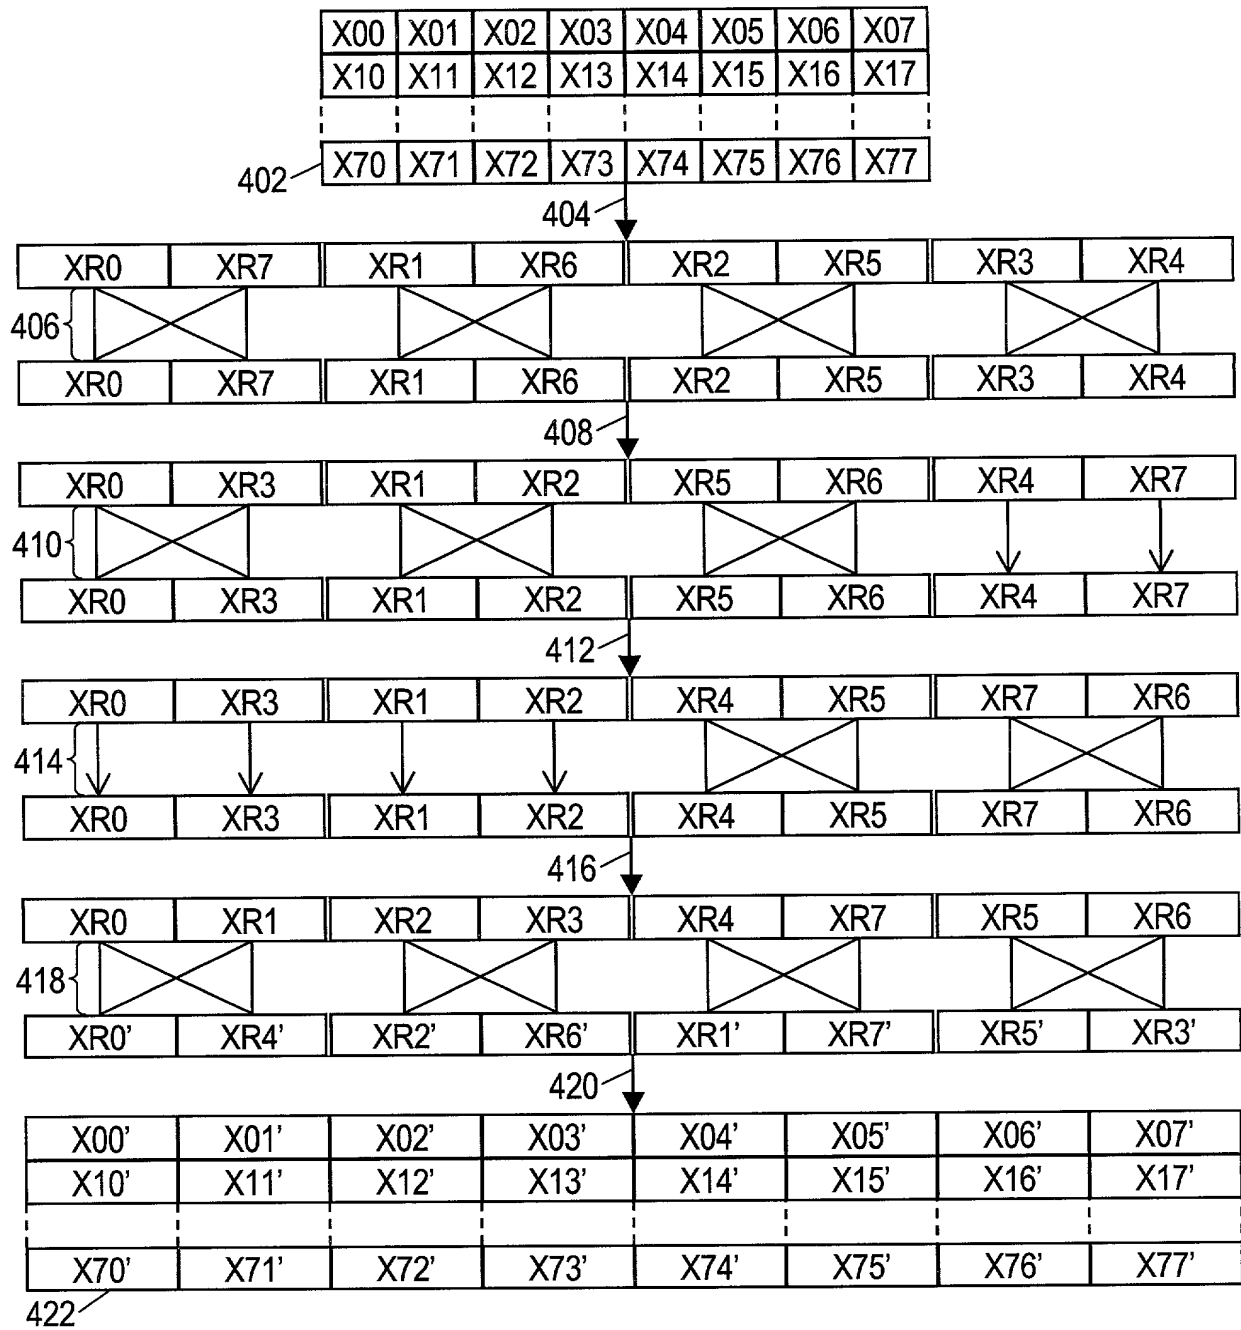 X00 X01 X02 X03 X04 X05 X06 X07
X10 X11 X12 X13 X14 X15 X16 X17
X70 X71 X72 X73 X74 X75 X76 X77
402
404
XR0 XR7 XR1 XR6 XR2 XR5 XR3 XR4
406
XR0 XR7 XR1 XR6 XR2 XR5 XR3 XR4
408
XR0 XR3 XR1 XR2 XR5 XR6 XR4 XR7
410
XR0 XR3 XR1 XR2 XR5 XR6 XR4 XR7
412
XR0 XR3 XR1 XR2 XR4 XR5 XR7 XR6
414
XR0 XR3 XR1 XR2 XR4 XR5 XR7 XR6
416
XR0 XR1 XR2 XR3 XR4 XR7 XR5 XR6
418
XR0' XR4' XR2' XR6' XR1' XR7' XR5' XR3'
420
X00' X01' X02' X03' X04' X05' X06' X07'
X10' X11' X12' X13' X14' X15' X16' X17'
X70' X71' X72' X73' X74' X75' X76' X77'
422